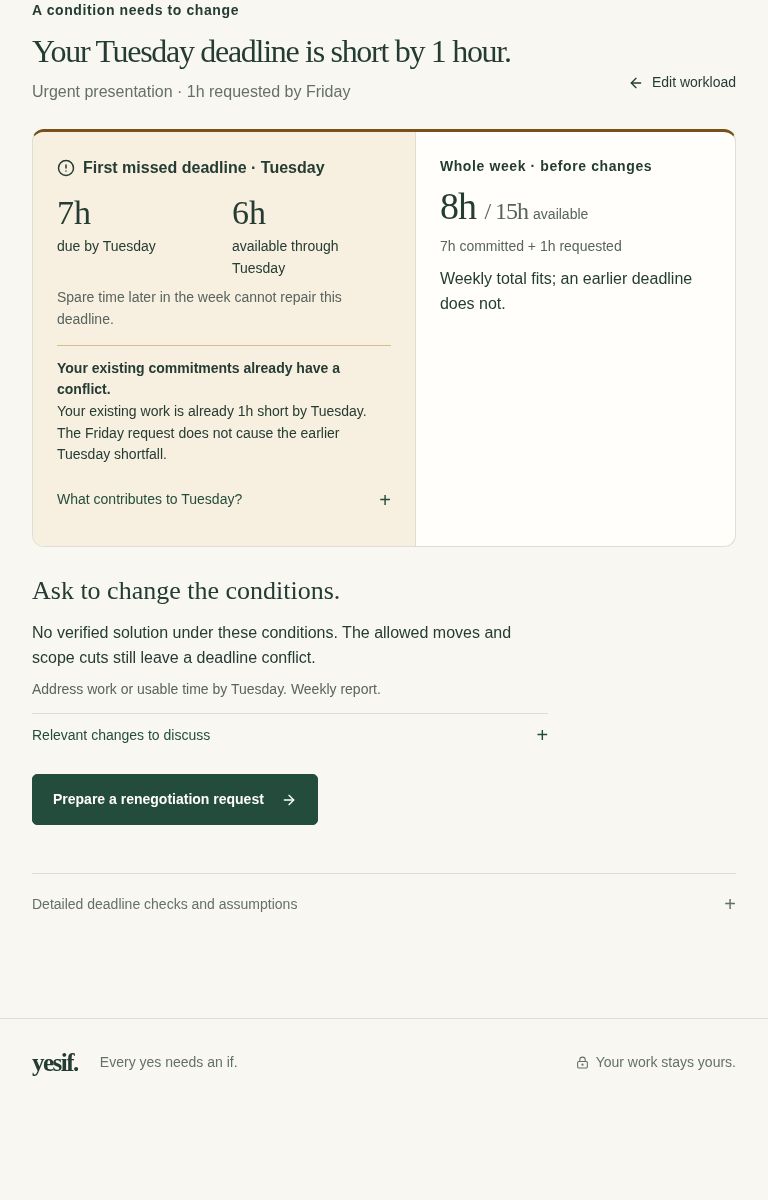 A condition needs to change
Your Tuesday deadline is short by 1 hour.
Urgent presentation · 1h requested by Friday
← Edit workload
First missed deadline · Tuesday
7h
due by Tuesday
6h
available through
Tuesday
Spare time later in the week cannot repair this
deadline.
Your existing commitments already have a
conflict.
Your existing work is already 1h short by Tuesday.
The Friday request does not cause the earlier
Tuesday shortfall.
What contributes to Tuesday? +
Whole week · before changes
8h / 15h available
7h committed + 1h requested
Weekly total fits; an earlier deadline
does not.
Ask to change the conditions.
No verified solution under these conditions. The allowed moves and
scope cuts still leave a deadline conflict.
Address work or usable time by Tuesday. Weekly report.
Relevant changes to discuss +
Prepare a renegotiation request →
Detailed deadline checks and assumptions +
yesif. Every yes needs an if.
Your work stays yours.